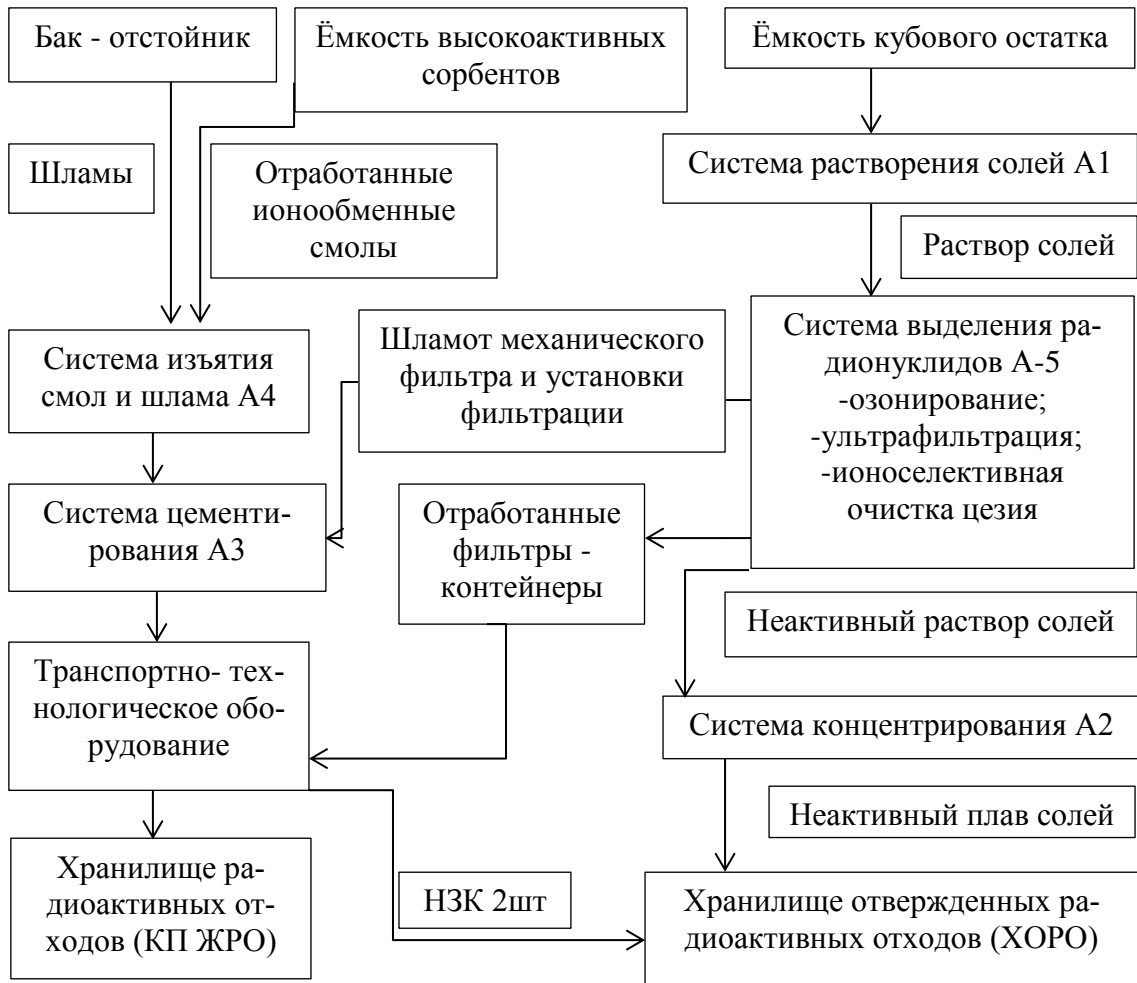 Бак - отстойник
Ёмкость высокоактивных
сорбентов
Ёмкость кубового остатка
Шламы
Отработанные
ионообменные
смолы
Система растворения солей А1
Раствор солей
Система изъятия
смол и шлама А4
Шламот механического
фильтра и установки
фильтрации
Система выделения ра-
дионуклидов А-5
-озонирование;
-ультрафильтрация;
-ионоселективная
очистка цезия
Система цементи-
рования А3
Отработанные
фильтры -
контейнеры
Неактивный раствор солей
Транспортно- тех-
нологическое обо-
рудование
Система концентрирования А2
Неактивный плав солей
Хранилище ра-
диоактивных от-
ходов (КП ЖРО)
НЗК 2шт
Хранилище отвержденных ра-
диоактивных отходов (ХОРО)